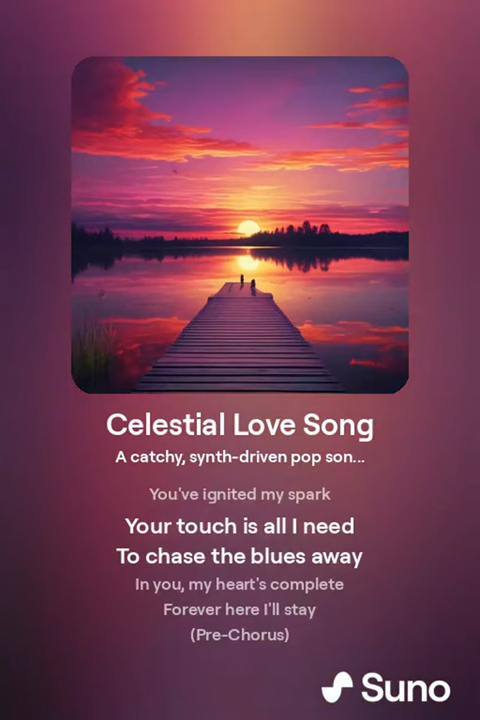 Celestial Love Song
A catchy, synth-driven pop son...
You've ignited my spark
Your touch is all I need
To chase the blues away
In you, my heart's complete
Forever here I'll stay
(Pre-Chorus)
Suno